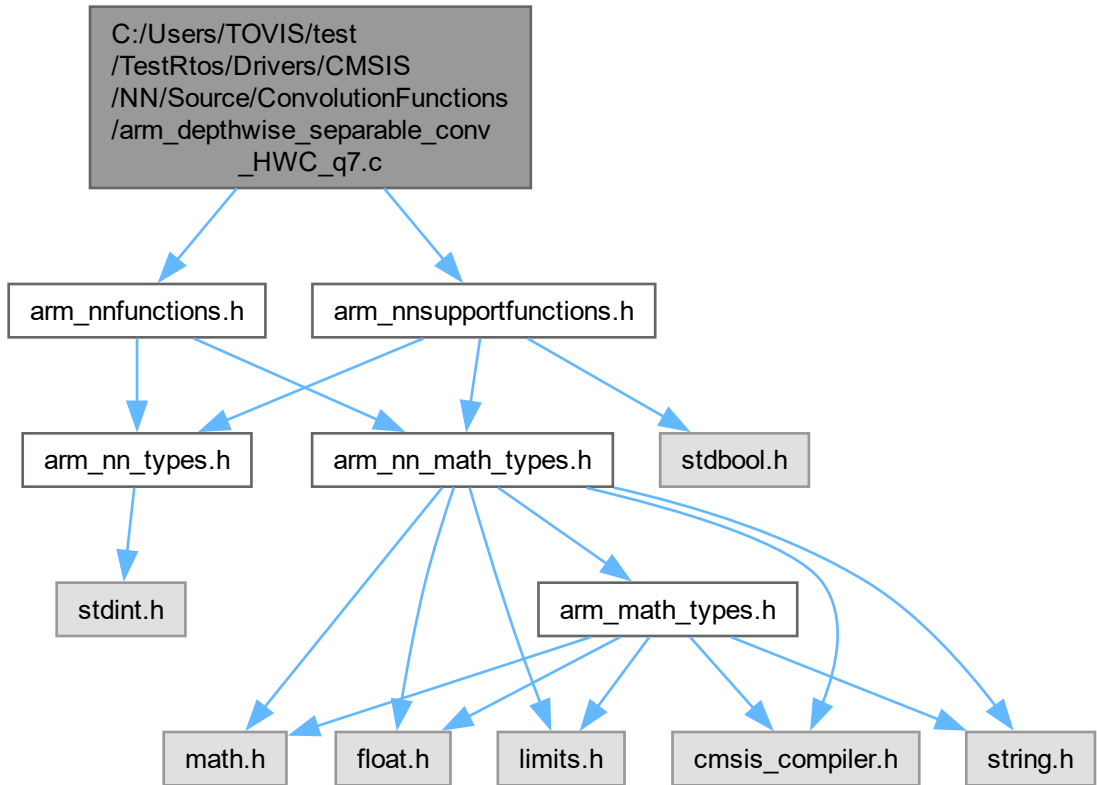 C:/Users/TOVIS/test
/TestRtos/Drivers/CMSIS
/NN/Source/ConvolutionFunctions
/arm_depthwise_separable_conv
_HWC_q7.c
arm_nnfunctions.h
arm_nnsupportfunctions.h
arm_nn_types.h
arm_nn_math_types.h
stdbool.h
stdint.h
arm_math_types.h
math.h
float.h
limits.h
cmsis_compiler.h
string.h